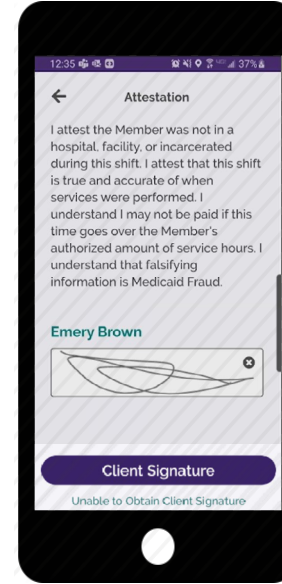 12:35 37%
Attestation
I attest the Member was not in a
hospital, facility, or incarcerated
during this shift. I attest that this shift
is true and accurate of when
services were performed. I
understand I may not be paid if this
time goes over the Member's
authorized amount of service hours. I
understand that falsifying
information is Medicaid Fraud.
Emery Brown
Client Signature
Unable to Obtain Client Signature